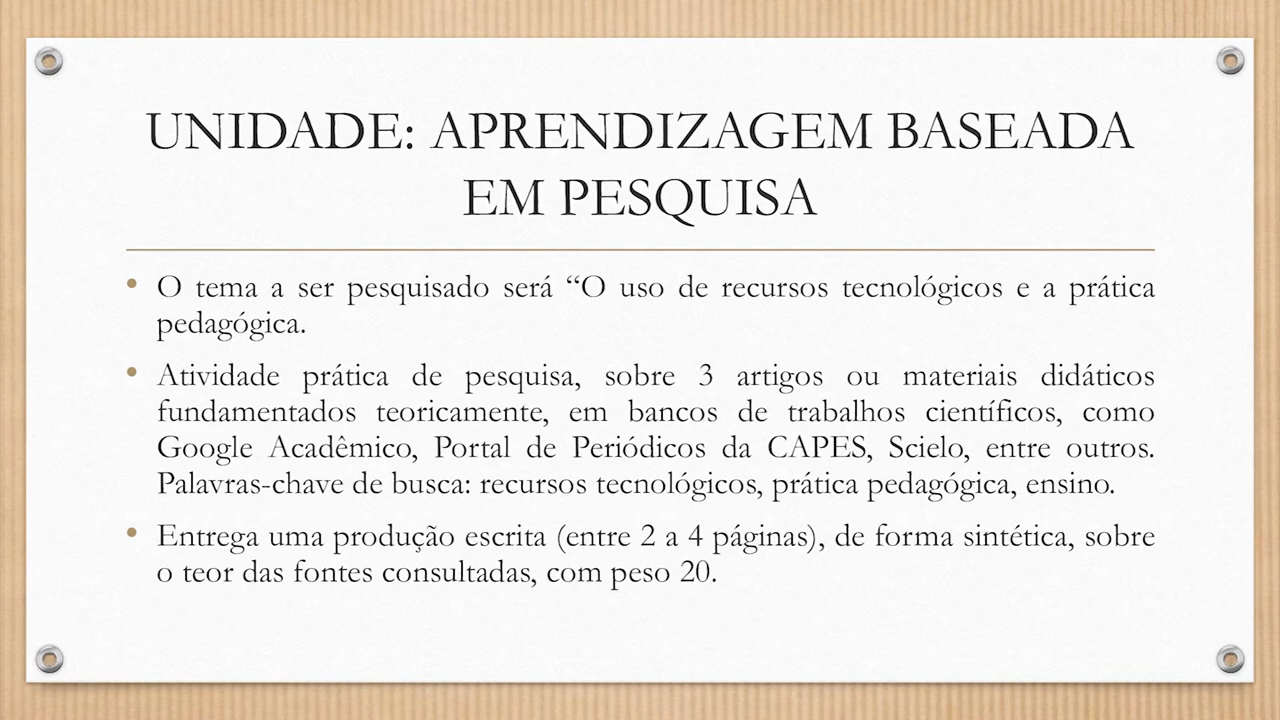 UNIDADE: APRENDIZAGEM BASEADA
EM PESQUISA
• O tema a ser pesquisado será “O uso de recursos tecnológicos e a prática
pedagógica.
• Atividade prática de pesquisa, sobre 3 artigos ou materiais didáticos
fundamentados teoricamente, em bancos de trabalhos científicos, como
Google Acadêmico, Portal de Periódicos da CAPES, Scielo, entre outros.
Palavras-chave de busca: recursos tecnológicos, prática pedagógica, ensino.
• Entrega uma produção escrita (entre 2 a 4 páginas), de forma sintética, sobre
o teor das fontes consultadas, com peso 20.